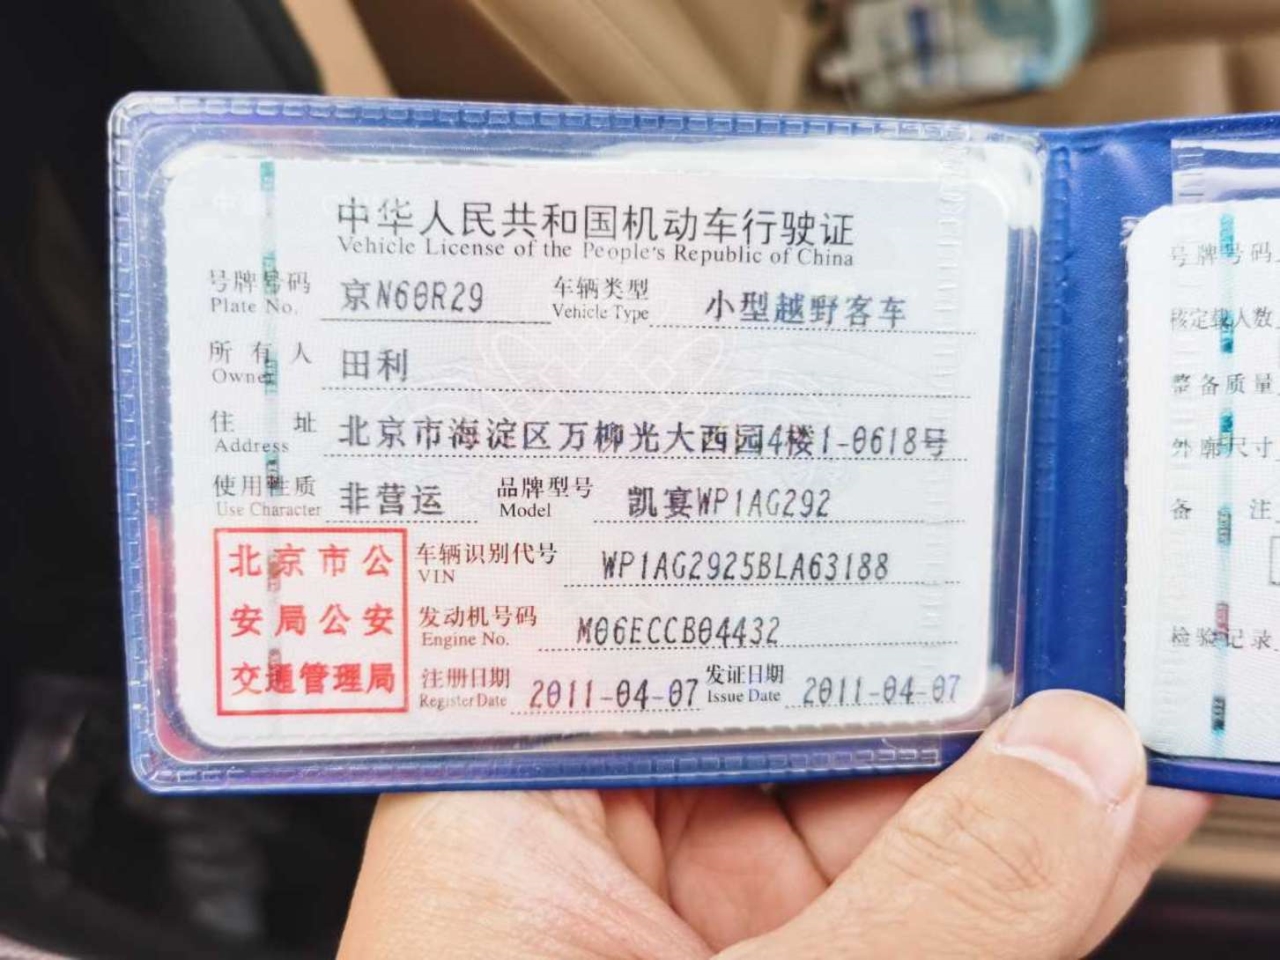 中华人民共和国机动车行驶证
Vehicle License of the People's Republic of China
号牌号码 京N60R29 车辆类型 小型越野客车
Plate No. Vehicle Type
所有人 田利
Owner
住址 北京市海淀区万柳光大西园4楼1-0618号
Address
使用性质 非营运 品牌型号 凯宴WP1AG292
Use Character Model
北京市公
安局公安
交通管理局
车辆识别代号 WP1AG2925BLA63188
VIN
发动机号码 M06ECCB04432
Engine No.
注册日期 2011-04-07 发证日期 2011-04-07
Register Date Issue Date
号牌号码
核定载人数
整备质量
外廓尺寸
备注
检验记录